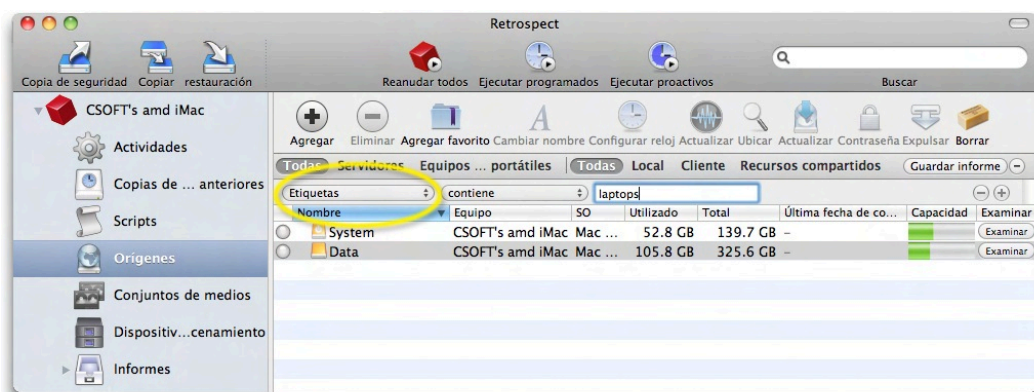 Retrospect
Copia de seguridad Copiar restauración Reanudar todos Ejecutar programados Ejecutar proactivos Buscar
CSOFT's amd iMac
Actividades
Copias de ... anteriores
Scripts
Orígenes
Conjuntos de medios
Dispositiv...cenamiento
Informes
Agregar Eliminar Agregar favorito Cambiar nombre Configurar reloj Actualizar Ubicar Actualizar Contraseña Expulsar Borrar
Todas Servidores Equipos ... portátiles Todas Local Cliente Recursos compartidos Guardar informe
Etiquetas contiene laptops
Nombre Equipo SO Utilizado Total Última fecha de co... Capacidad Examinar
System CSOFT's amd iMac Mac ... 52.8 GB 139.7 GB – Examinar
Data CSOFT's amd iMac Mac ... 105.8 GB 325.6 GB – Examinar